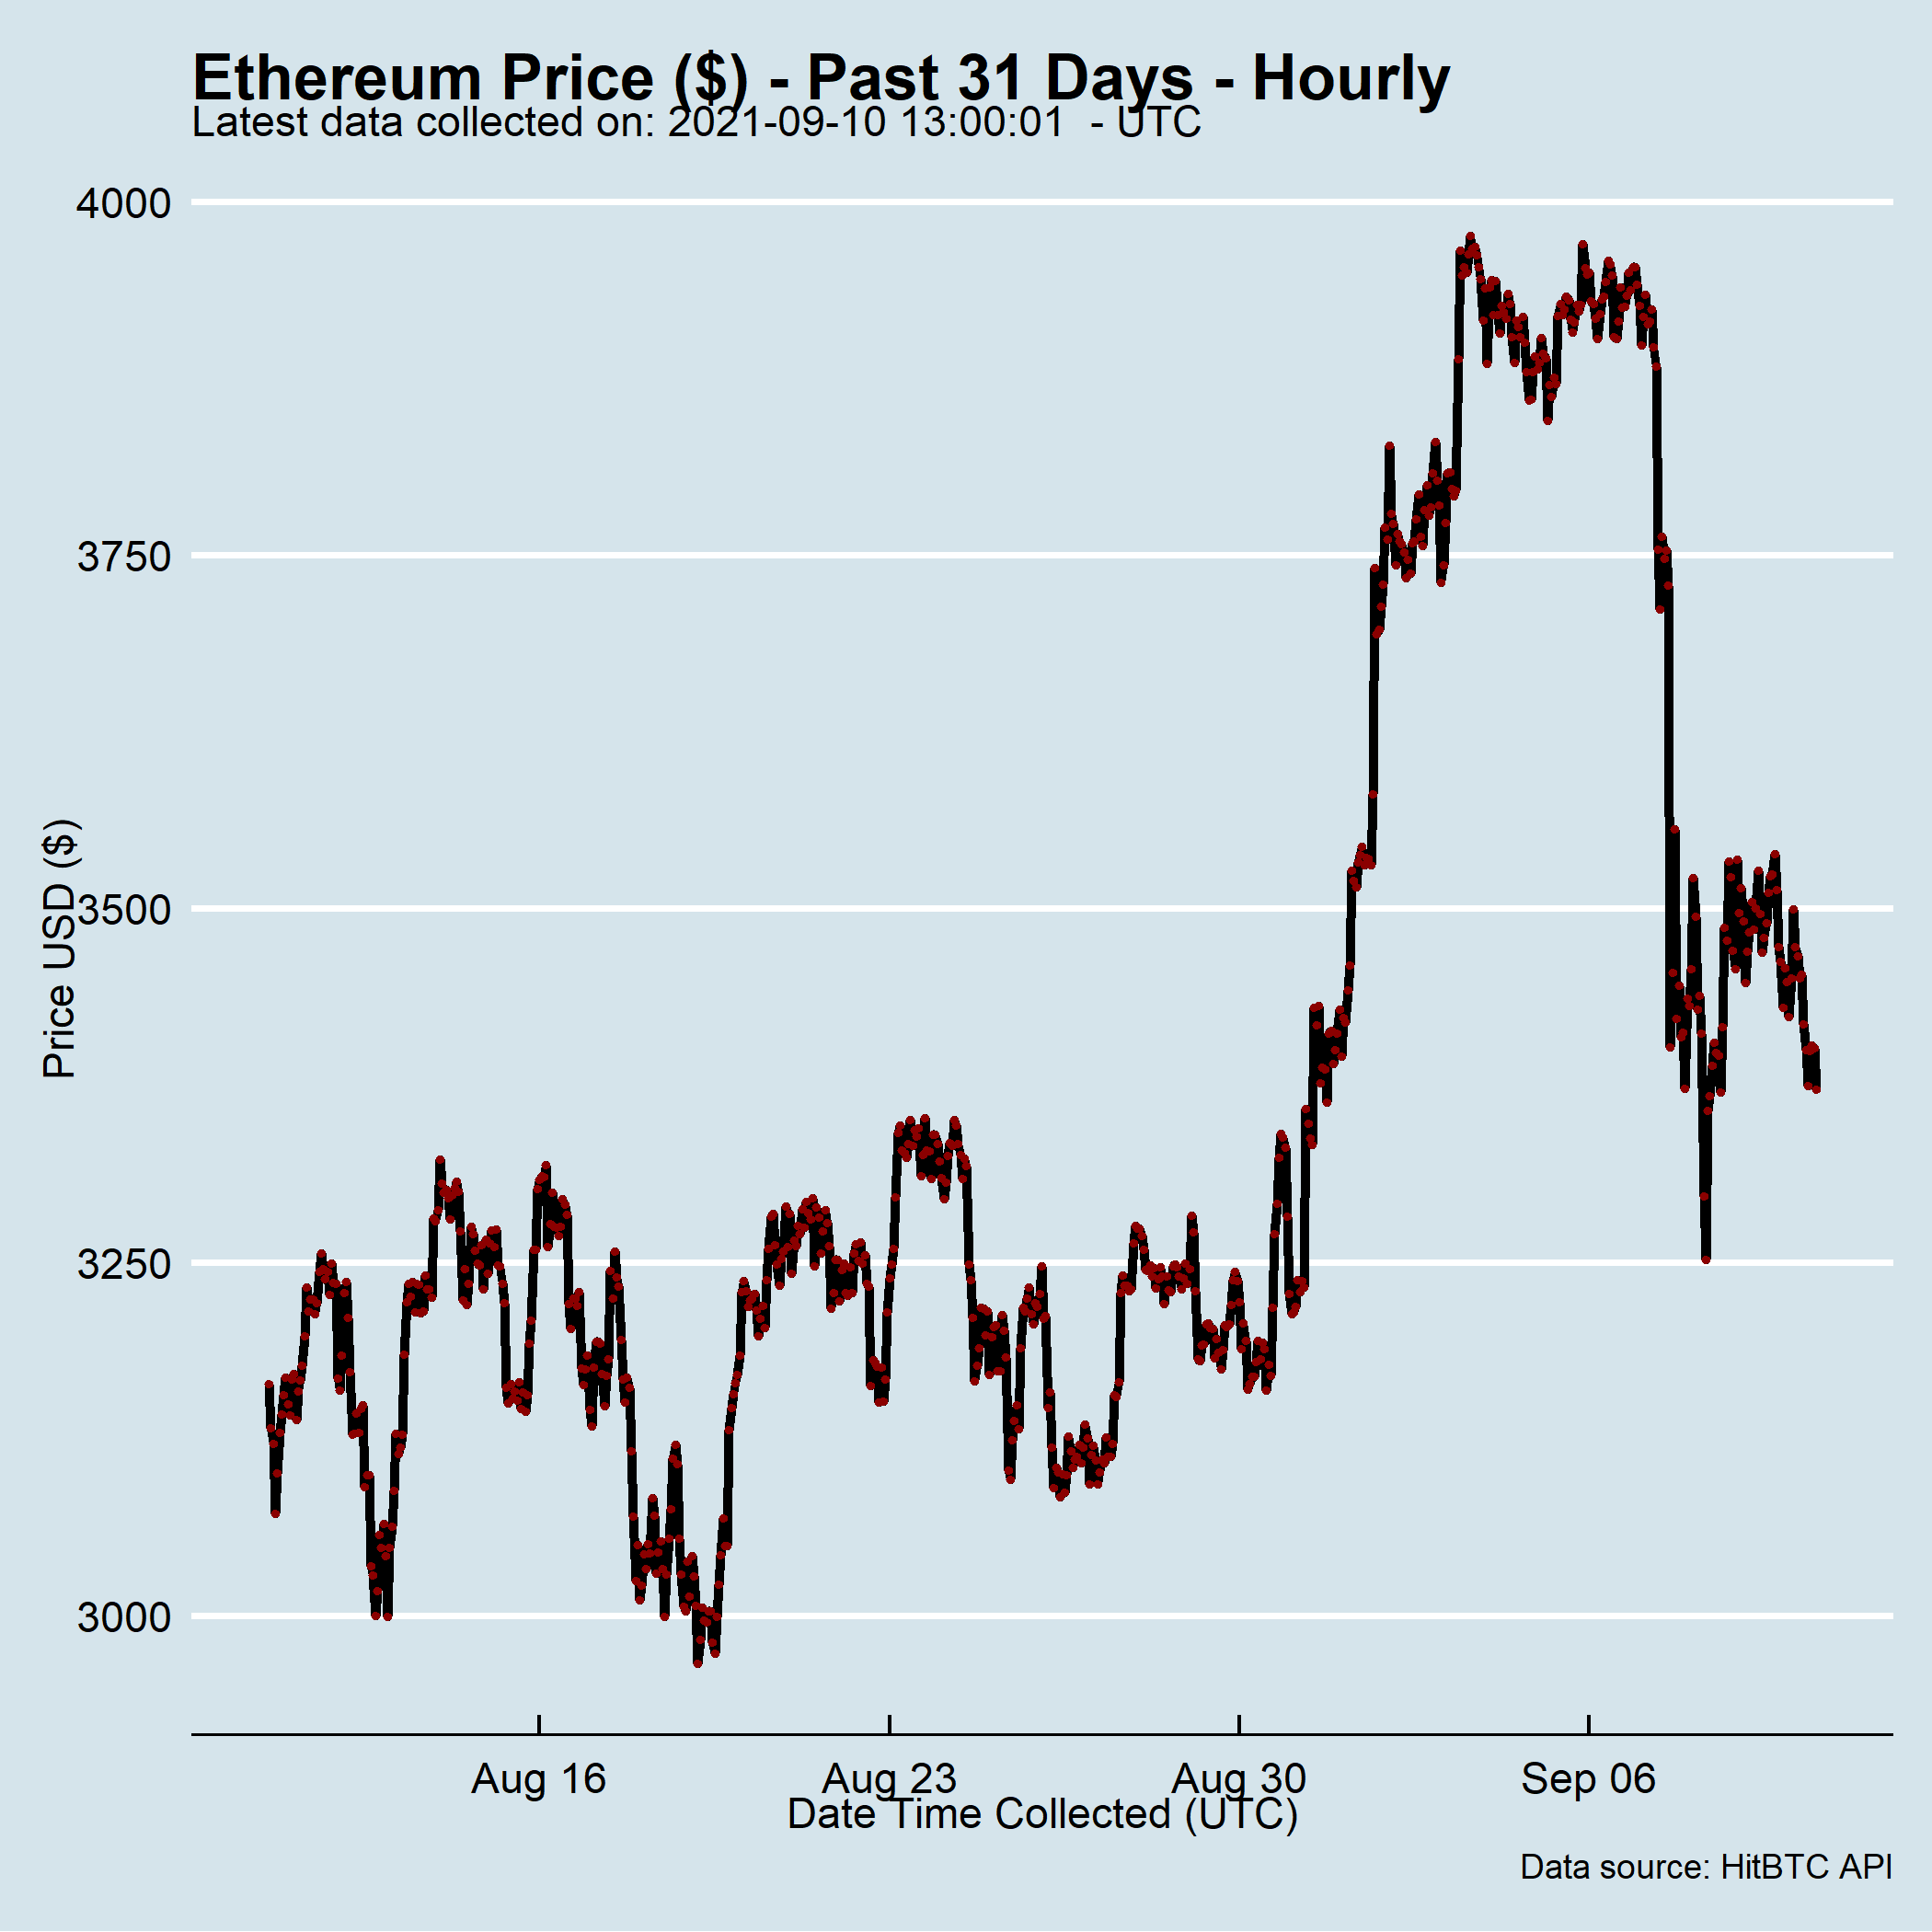 Ethereum Price ($) - Past 31 Days - Hourly
Latest data collected on: 2021-09-10 13:00:01  - UTC
4000
3750
3500
3250
3000
Price USD ($)
Aug 16
Aug 23
Aug 30
Sep 06
Date Time Collected (UTC)
Data source: HitBTC API